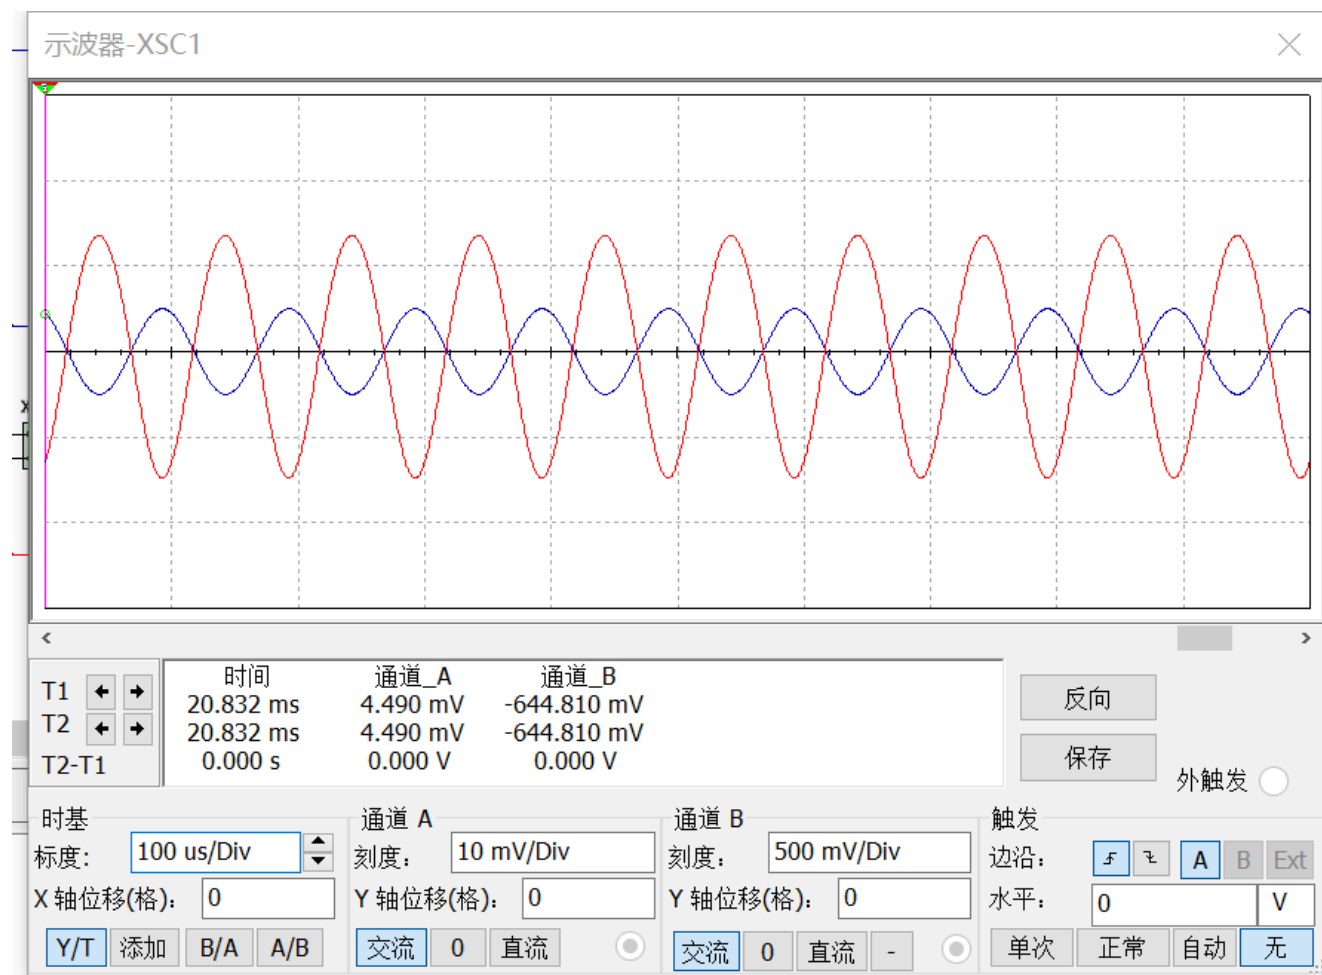 示波器-XSC1
时间 通道_A 通道_B
T1 20.832 ms 4.490 mV -644.810 mV
T2 20.832 ms 4.490 mV -644.810 mV
T2-T1 0.000 s 0.000 V 0.000 V
反向
保存
外触发
时基
标度: 100 us/Div
X 轴位移(格): 0
Y/T 添加 B/A A/B
通道 A
刻度: 10 mV/Div
Y 轴位移(格): 0
交流 0 直流
通道 B
刻度: 500 mV/Div
Y 轴位移(格): 0
交流 0 直流 -
触发
边沿: A B Ext
水平: 0 V
单次 正常 自动 无